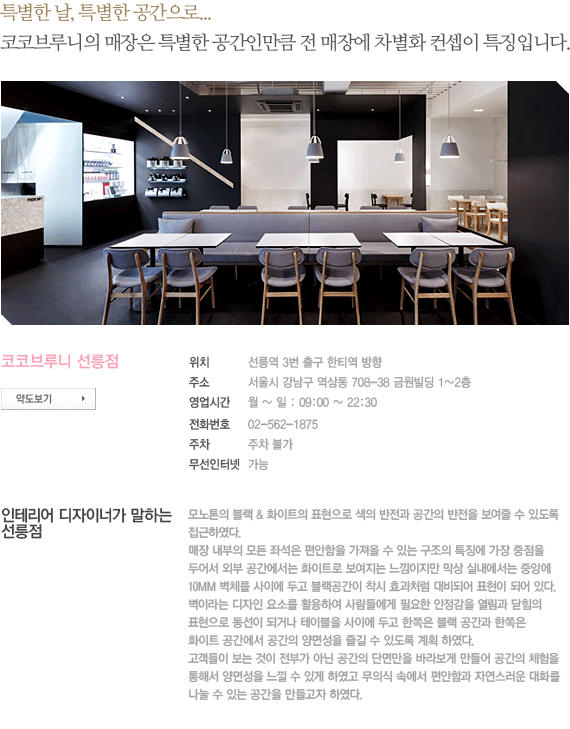 특별한 날, 특별한 공간으로...
코코브루니의 매장은 특별한 공간인만큼 전 매장에 차별화 컨셉이 특징입니다.
PICK UP
코코브루니 선릉점
약도보기
위치 선릉역 3번 출구 한티역 방향
주소 서울시 강남구 역삼동 708-38 금원빌딩 1~2층
영업시간 월 ~ 일 : 09:00 ~ 22:30
전화번호 02-562-1875
주차 주차 불가
무선인터넷 가능
인테리어 디자이너가 말하는
선릉점
모노톤의 블랙 & 화이트의 표현으로 색의 반전과 공간의 반전을 보여줄 수 있도록
접근하였다.
매장 내부의 모든 좌석은 편안함을 가져올 수 있는 구조의 특징에 가장 중점을
두어서 외부 공간에서는 화이트로 보여지는 느낌이지만 막상 실내에서는 중앙에
10MM 벽체를 사이에 두고 블랙공간이 착시 효과처럼 대비되어 표현이 되어 있다.
벽이라는 디자인 요소를 활용하여 사람들에게 필요한 안정감을 열림과 닫힘의
표현으로 동선이 되거나 테이블을 사이에 두고 한쪽은 블랙 공간과 한쪽은
화이트 공간에서 공간의 양면성을 즐길 수 있도록 계획 하였다.
고객들이 보는 것이 전부가 아닌 공간의 단면만을 바라보게 만들어 공간의 체험을
통해서 양면성을 느낄 수 있게 하였고 무의식 속에서 편안함과 자연스러운 대화를
나눌 수 있는 공간을 만들고자 하였다.